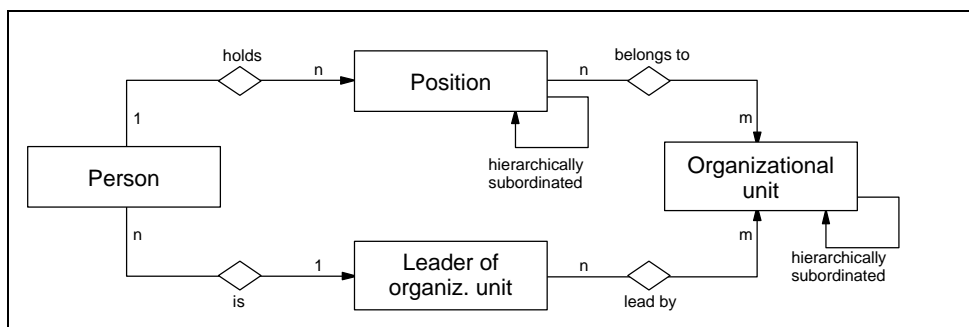 holds
belongs to
n
Position
n
1
m
hierarchically
subordinated
Person
Organizational
unit
n
m
hierarchically
subordinated
1
Leader of
organiz. unit
n
is
lead by